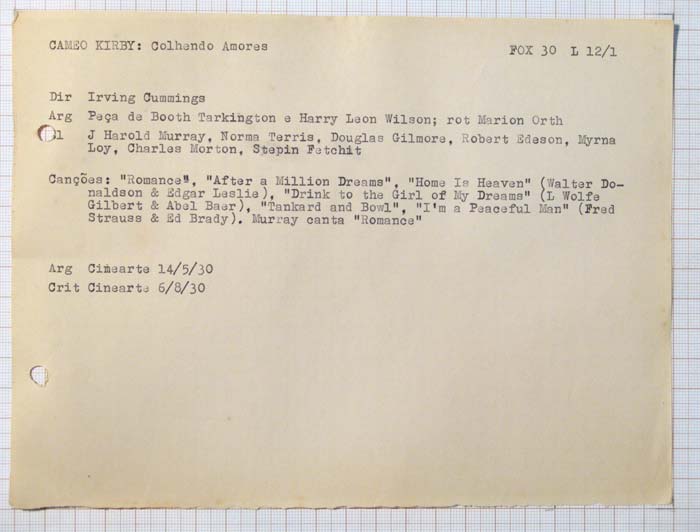 CAMEO KIRBY: Colhendo Amores FOX 30 L 12/1
Dir Irving Cummings
Arg Peça de Booth Tarkington e Harry Leon Wilson; rot Marion Orth
J Harold Murray, Norma Terris, Douglas Gilmore, Robert Edeson, Myrna
Loy, Charles Morton, Stepin Fetchit
Canções: "Romance", "After a Million Dreams", "Home Is Heaven" (Walter Do-
naldson & Edgar Leslie), "Drink to the Girl of My Dreams" (L Wolfe
Gilbert & Abel Baer), "Tankard and Bowl", "I'm a Peaceful Man" (Fred
Strauss & Ed Brady). Murray canta "Romance"
Arg Cinearte 14/5/30
Crit Cinearte 6/8/30